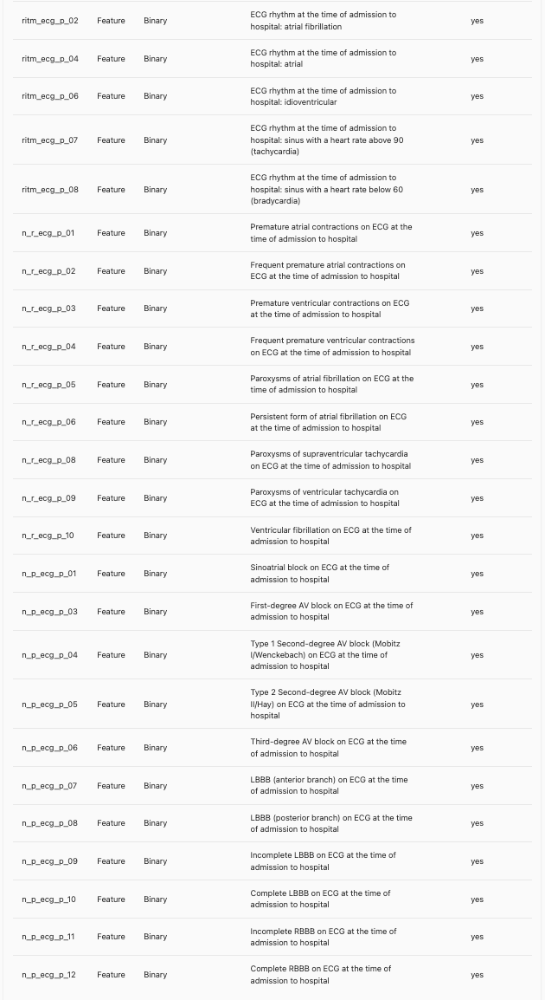 ritm_ecg_p_02 Feature Binary ECG rhythm at the time of admission to yes
hospital: atrial fibrillation
ritm_ecg_p_04 Feature Binary ECG rhythm at the time of admission to yes
hospital: atrial
ritm_ecg_p_06 Feature Binary ECG rhythm at the time of admission to yes
hospital: idioventricular
ritm_ecg_p_07 Feature Binary ECG rhythm at the time of admission to
hospital: sinus with a heart rate above 90 yes
(tachycardia)
ritm_ecg_p_08 Feature Binary ECG rhythm at the time of admission to
hospital: sinus with a heart rate below 60 yes
(bradycardia)
n_r_ecg_p_01 Feature Binary Premature atrial contractions on ECG at the yes
time of admission to hospital
n_r_ecg_p_02 Feature Binary Frequent premature atrial contractions on yes
ECG at the time of admission to hospital
n_r_ecg_p_03 Feature Binary Premature ventricular contractions on ECG yes
at the time of admission to hospital
n_r_ecg_p_04 Feature Binary Frequent premature ventricular contractions yes
on ECG at the time of admission to hospital
n_r_ecg_p_05 Feature Binary Paroxysms of atrial fibrillation on ECG at the yes
time of admission to hospital
n_r_ecg_p_06 Feature Binary Persistent form of atrial fibrillation on ECG yes
at the time of admission to hospital
n_r_ecg_p_08 Feature Binary Paroxysms of supraventricular tachycardia yes
on ECG at the time of admission to hospital
n_r_ecg_p_09 Feature Binary Paroxysms of ventricular tachycardia on yes
ECG at the time of admission to hospital
n_r_ecg_p_10 Feature Binary Ventricular fibrillation on ECG at the time of yes
admission to hospital
n_p_ecg_p_01 Feature Binary Sinoatrial block on ECG at the time of yes
admission to hospital
n_p_ecg_p_03 Feature Binary First-degree AV block on ECG at the time of yes
admission to hospital
n_p_ecg_p_04 Feature Binary Type 1 Second-degree AV block (Mobitz
I/Wenckebach) on ECG at the time of yes
admission to hospital
n_p_ecg_p_05 Feature Binary Type 2 Second-degree AV block (Mobitz
II/Hay) on ECG at the time of admission to yes
hospital
n_p_ecg_p_06 Feature Binary Third-degree AV block on ECG at the time yes
of admission to hospital
n_p_ecg_p_07 Feature Binary LBBB (anterior branch) on ECG at the time yes
of admission to hospital
n_p_ecg_p_08 Feature Binary LBBB (posterior branch) on ECG at the time yes
of admission to hospital
n_p_ecg_p_09 Feature Binary Incomplete LBBB on ECG at the time of yes
admission to hospital
n_p_ecg_p_10 Feature Binary Complete LBBB on ECG at the time of yes
admission to hospital
n_p_ecg_p_11 Feature Binary Incomplete RBBB on ECG at the time of yes
admission to hospital
n_p_ecg_p_12 Feature Binary Complete RBBB on ECG at the time of yes
admission to hospital